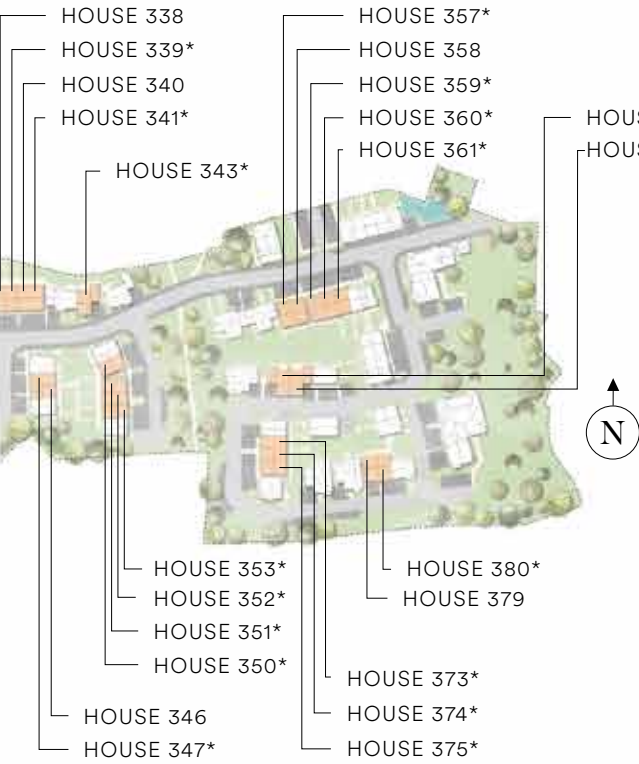 HOUSE 338
HOUSE 339*
HOUSE 340
HOUSE 341*
HOUSE 343*
HOUSE 357*
HOUSE 358
HOUSE 359*
HOUSE 360*
HOUSE 361*
N
HOUSE 353*
HOUSE 352*
HOUSE 351*
HOUSE 350*
HOUSE 346
HOUSE 347*
HOUSE 380*
HOUSE 379
HOUSE 373*
HOUSE 374*
HOUSE 375*